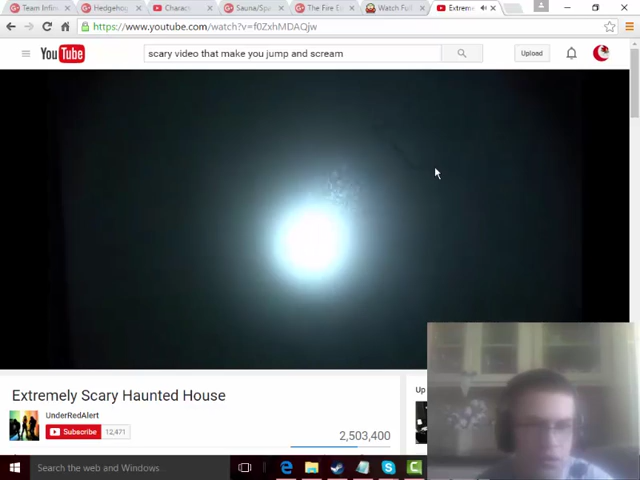 Team Infin
Hedgehog
Charac
Sauna/Spa
The Fire E
Watch Full
Extrem
https://www.youtube.com/watch?v=f0ZxhMDAQjw
YouTube
scary video that make you jump and scream
Upload
Extremely Scary Haunted House
Up
UnderRedAlert
Subscribe 12,471
2,503,400
Search the web and Windows